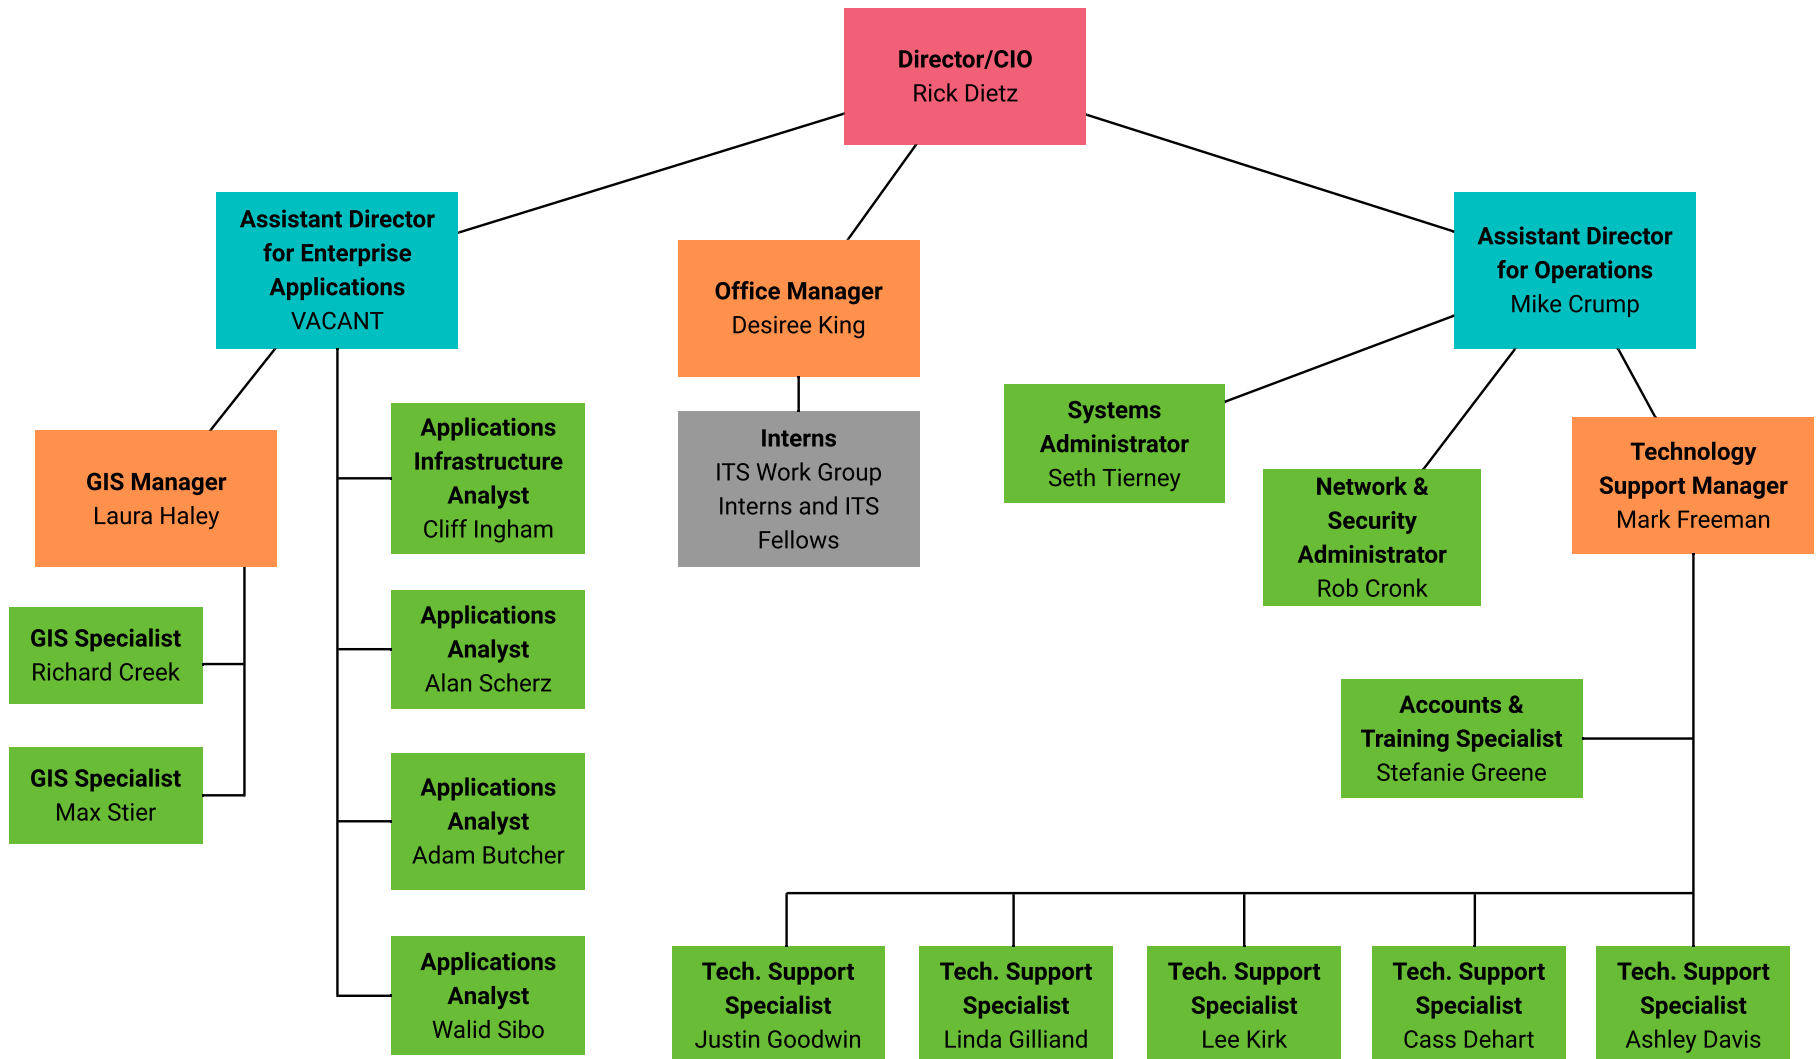 Director/CIO
Rick Dietz
Assistant Director
for Enterprise
Applications
VACANT
Office Manager
Desiree King
Assistant Director
for Operations
Mike Crump
GIS Manager
Laura Haley
Applications
Infrastructure
Analyst
Cliff Ingham
Interns
ITS Work Group
Interns and ITS
Fellows
Systems
Administrator
Seth Tierney
Network &
Security
Administrator
Rob Cronk
Technology
Support Manager
Mark Freeman
GIS Specialist
Richard Creek
Applications
Analyst
Alan Scherz
Accounts &
Training Specialist
Stefanie Greene
GIS Specialist
Max Stier
Applications
Analyst
Adam Butcher
Applications
Analyst
Walid Sibo
Tech. Support
Specialist
Justin Goodwin
Tech. Support
Specialist
Linda Gilliand
Tech. Support
Specialist
Lee Kirk
Tech. Support
Specialist
Cass Dehart
Tech. Support
Specialist
Ashley Davis